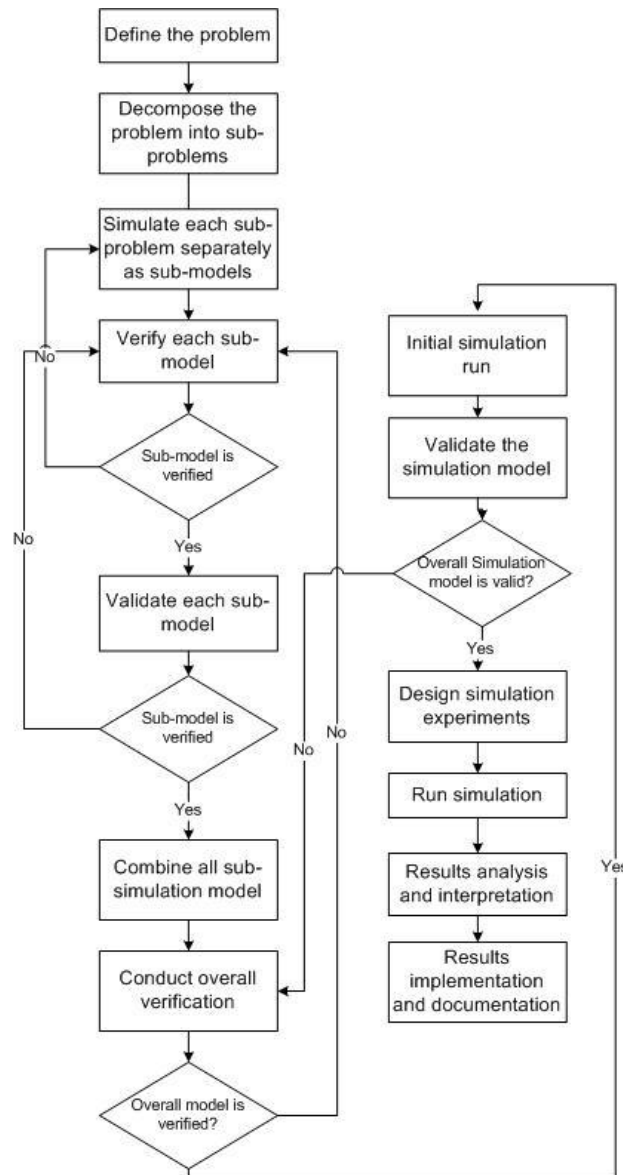 Define the problem
Decompose the
problem into sub-
problems
Simulate each sub-
problem separately
as sub-models
Verify each sub-
model
No
Sub-model is
verified
No
Yes
Validate each sub-
model
Sub-model is
verified
Yes
Combine all sub-
simulation model
Conduct overall
verification
Overall model is
verified?
No
No
Initial simulation
run
Validate the
simulation model
Overall Simulation
model is valid?
Yes
Design simulation
experiments
Run simulation
Results analysis
and interpretation
Results
implementation
and documentation
Yes